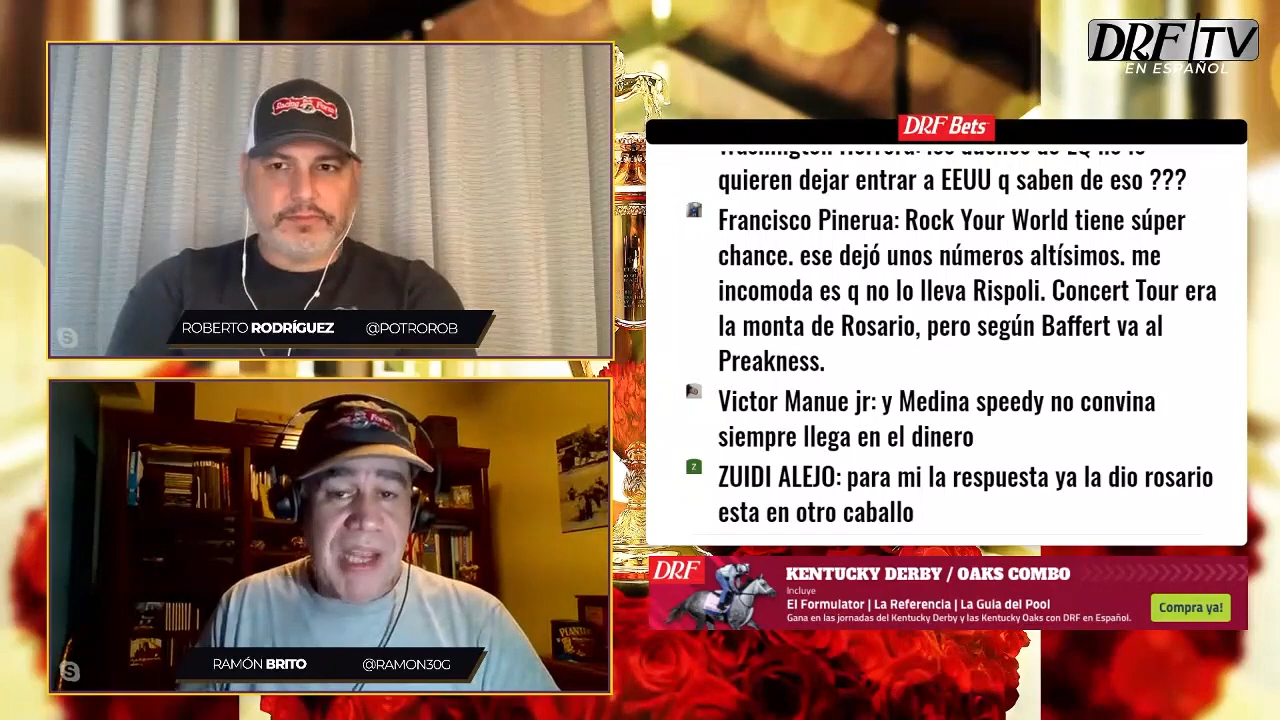 DRF TV
EN ESPAÑOL
Racing Form
ROBERTO RODRÍGUEZ @POTROROB
RAMÓN BRITO @RAMON30G
DRF Bets
quieren dejar entrar a EEUU q saben de eso ???
Francisco Pinerua: Rock Your World tiene súper
chance. ese dejó unos números altísimos. me
incomoda es q no lo lleva Rispoli. Concert Tour era
la monta de Rosario, pero según Baffert va al
Preakness.
Victor Manue jr: y Medina speedy no convina
siempre llega en el dinero
Z
ZUIDI ALEJO: para mi la respuesta ya la dio rosario
esta en otro caballo
DRF
KENTUCKY DERBY / OAKS COMBO
Incluye
El Formulator | La Referencia | La Guia del Pool
Gana en las jornadas del Kentucky Derby y las Kentucky Oaks con DRF en Español.
Compra ya!